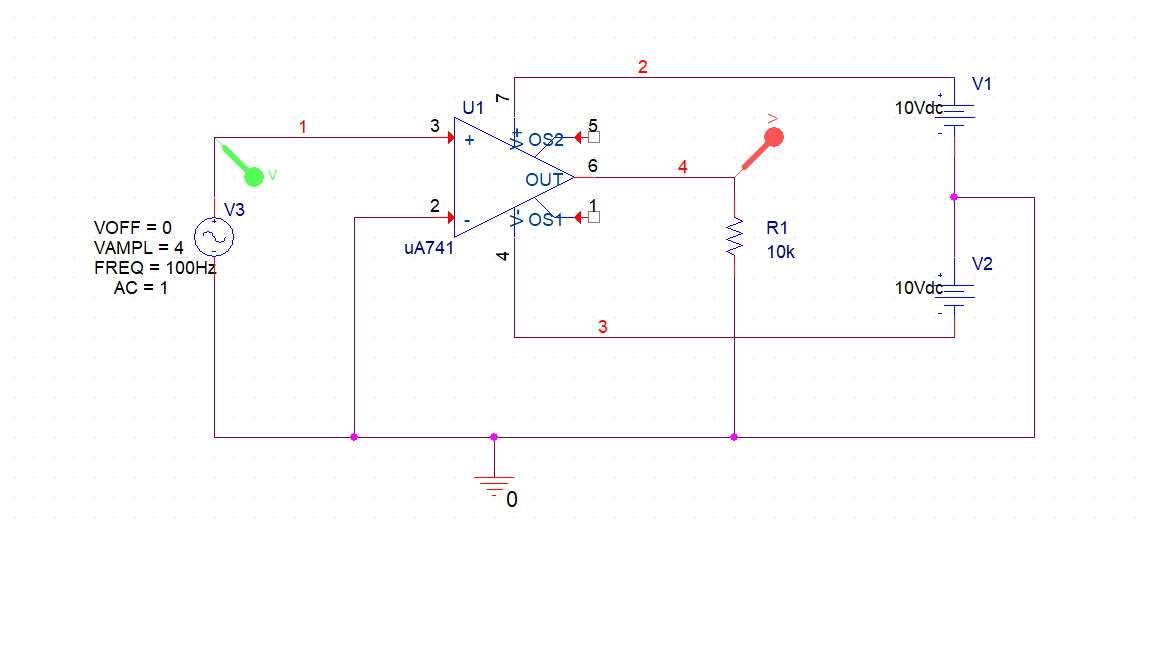 2
V1
10Vdc
+
-
7
U1
1
3
+
V+
OS2
5
V
V
OUT
6
4
2
-
V-
OS1
1
V3
+
-
VOFF = 0
VAMPL = 4
FREQ = 100Hz
AC = 1
uA741
4
R1
10k
V2
10Vdc
+
-
3
0